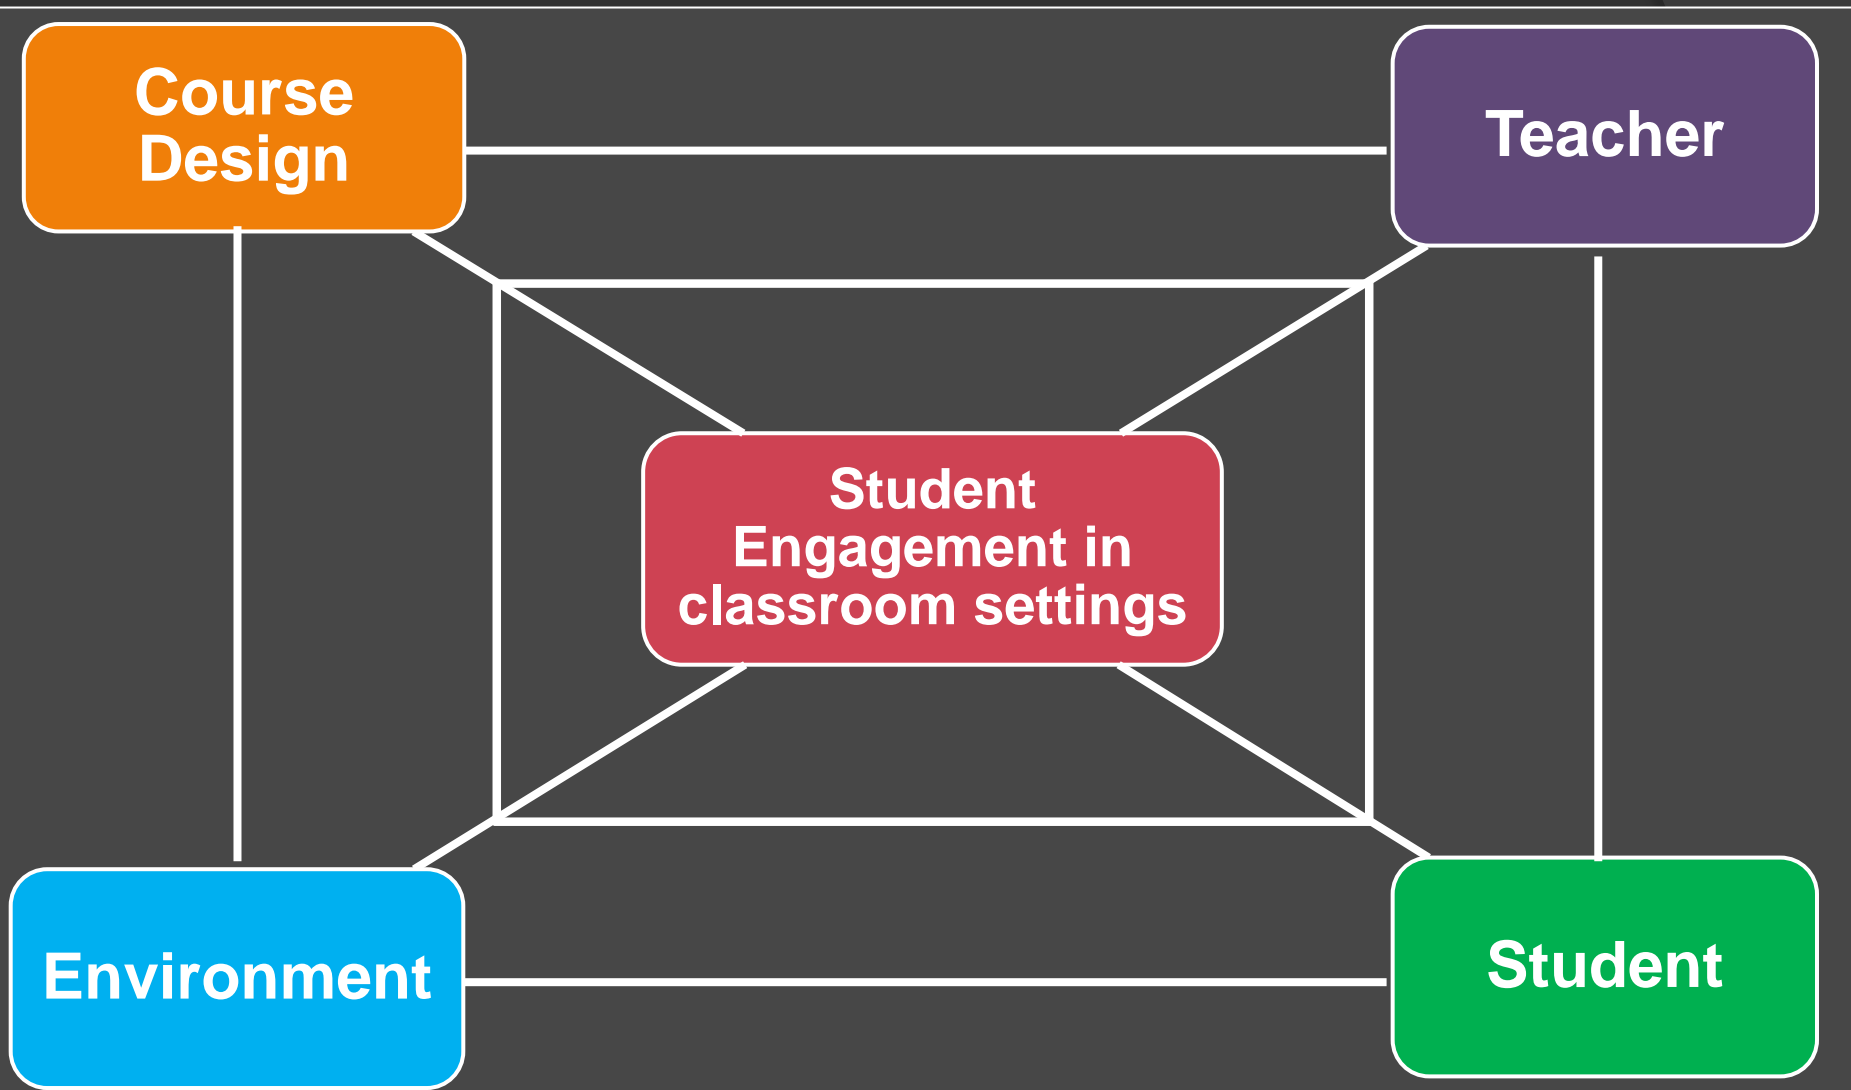 Course
Design
Teacher
Student
Engagement in
classroom settings
Environment
Student